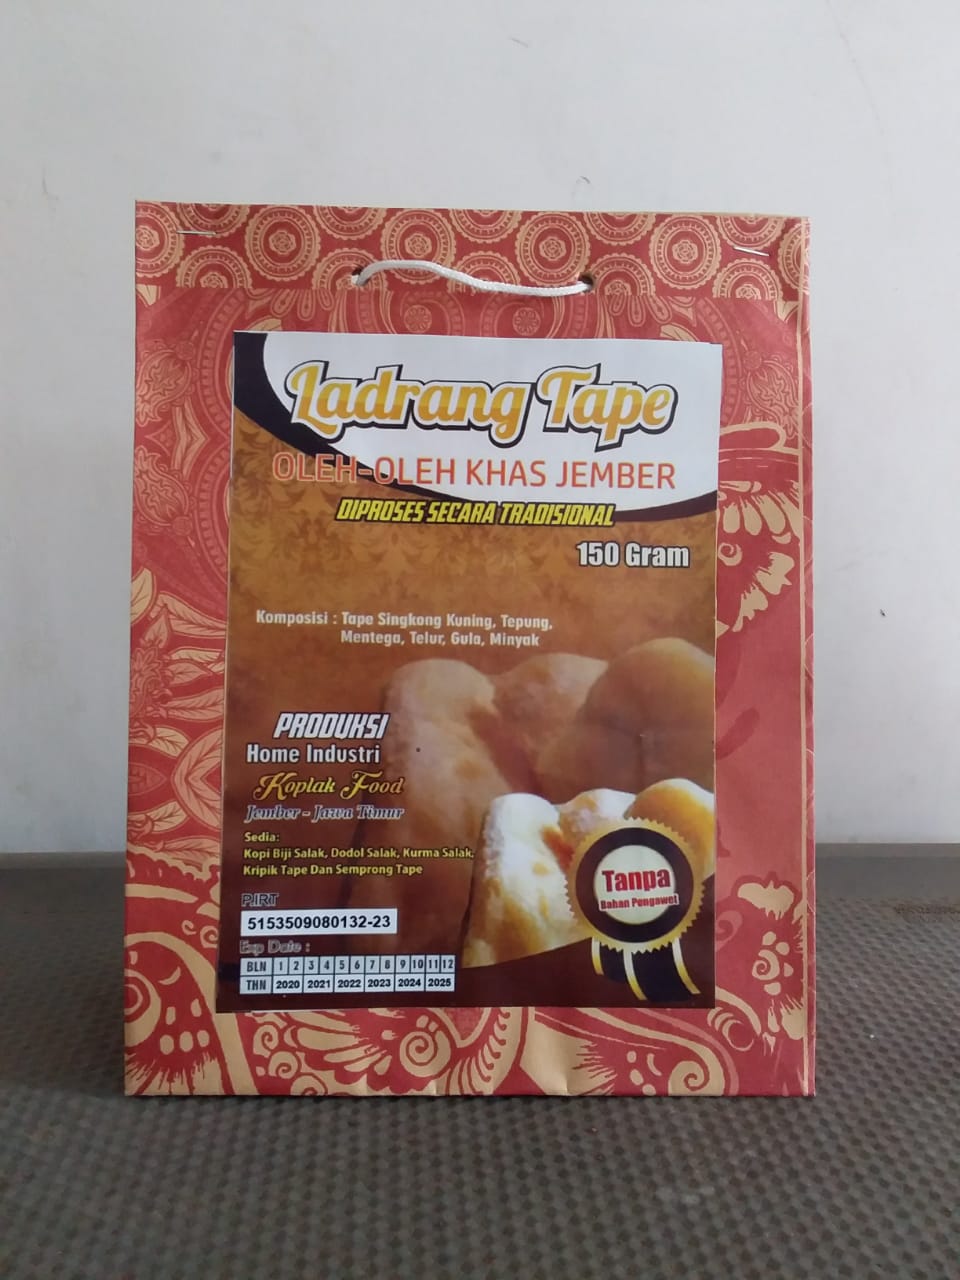 Ladrang Tape
OLEH-OLEH KHAS JEMBER
DIPROSES SECARA TRADISIONAL
150 Gram
Komposisi : Tape Singkong Kuning, Tepung,
Mentega, Telur, Gula, Minyak
PRODUKSI
Home Industri
Koplak Food
Jember - Jawa Timur
Sedia:
Kopi Biji Salak, Dodol Salak, Kurma Salak,
Kripik Tape Dan Semprong Tape
P.IRT
5153509080132-23
Exp Date :
BLN 1 2 3 4 5 6 7 8 9 10 11 12
THN 2020 2021 2022 2023 2024 2025
Tanpa
Bahan Pengawet